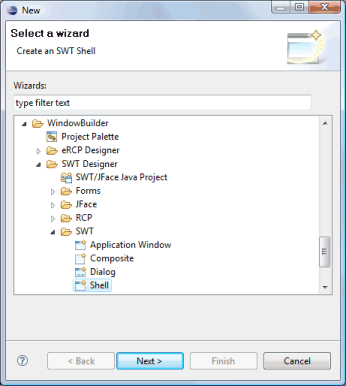 New
Select a wizard
Create an SWT Shell
Wizards:
type filter text
WindowBuilder
Project Palette
eRCP Designer
SWT Designer
SWT/JFace Java Project
Forms
JFace
RCP
SWT
Application Window
Composite
Dialog
Shell
? < Back Next > Finish Cancel